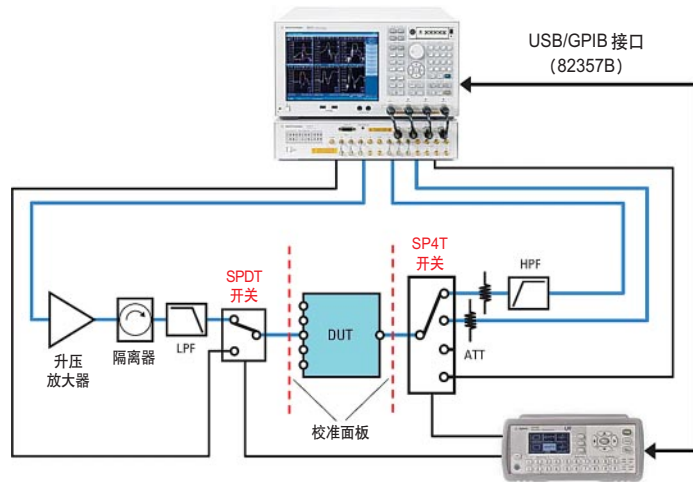 USB/GPIB 接口
（82357B）
SPDT
开关
SP4T
开关
HPF
LPF
DUT
ATT
升压
放大器
隔离器
校准面板